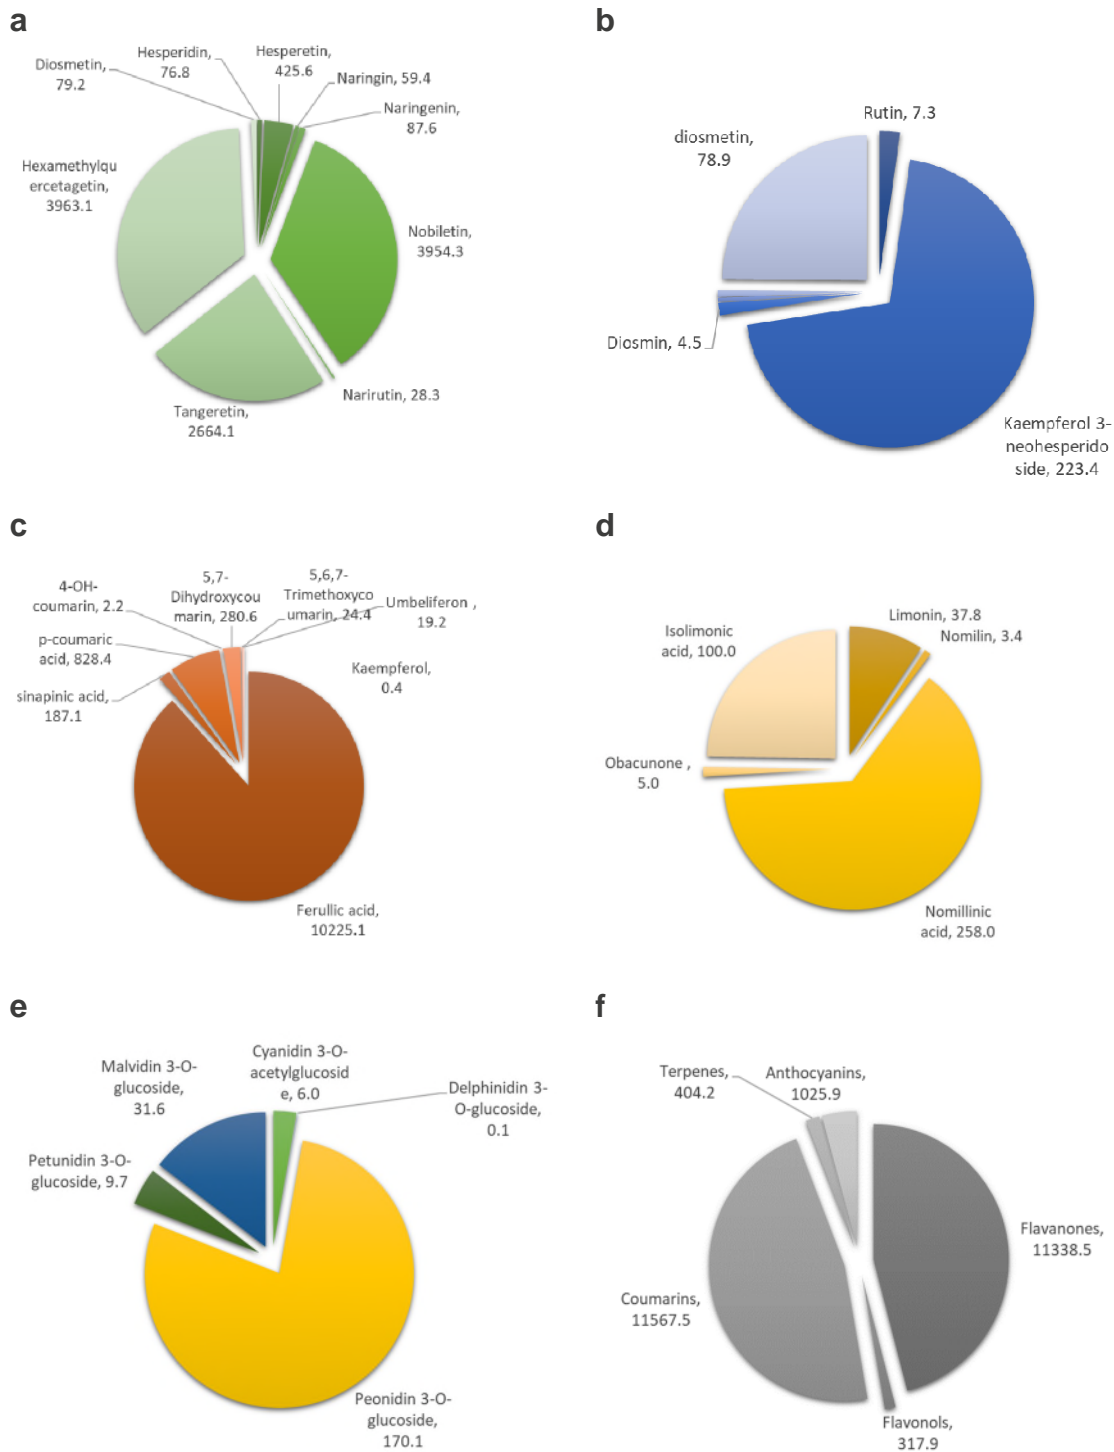 a
Diosmetin,
79.2
Hesperidin,
76.8
Hesperetin,
425.6
Naringin, 59.4
Naringenin,
87.6
Hexamethylqu
ercetagetin,
3963.1
Nobiletin,
3954.3
Tangeretin,
2664.1
Narirutin, 28.3
b
Rutin, 7.3
diosmetin,
78.9
Diosmin, 4.5
Kaempferol 3-
neohesperido
side, 223.4
c
4-OH-
coumarin, 2.2
5,7-
Dihydroxycou
marin, 280.6
5,6,7-
Trimethoxyco
umarin, 24.4
Umbeliferon ,
19.2
p-coumaric
acid, 828.4
sinapinic acid,
187.1
Kaempferol,
0.4
Ferullic acid,
10225.1
d
Isolimonic
acid, 100.0
Limonin, 37.8
Nomilin, 3.4
Obacunone ,
5.0
Nomillinic
acid, 258.0
e
Malvidin 3-O-
glucoside,
31.6
Cyanidin 3-O-
acetylglucosid
e, 6.0
Delphinidin 3-
O-glucoside,
0.1
Petunidin 3-O-
glucoside, 9.7
Peonidin 3-O-
glucoside,
170.1
f
Terpenes,
404.2
Anthocyanins,
1025.9
Flavanones,
11338.5
Coumarins,
11567.5
Flavonols,
317.9